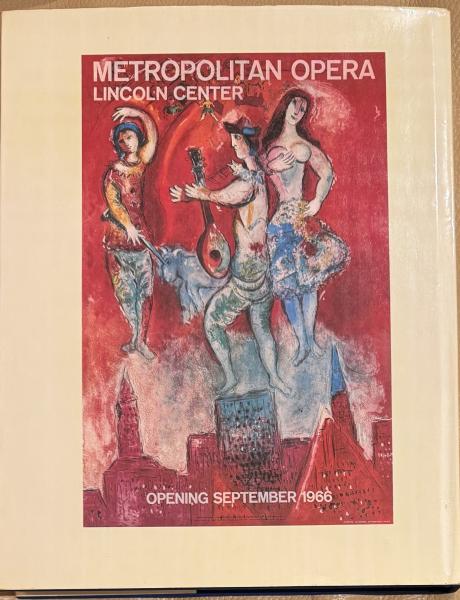 METROPOLITAN OPERA
LINCOLN CENTER
OPENING SEPTEMBER 1966